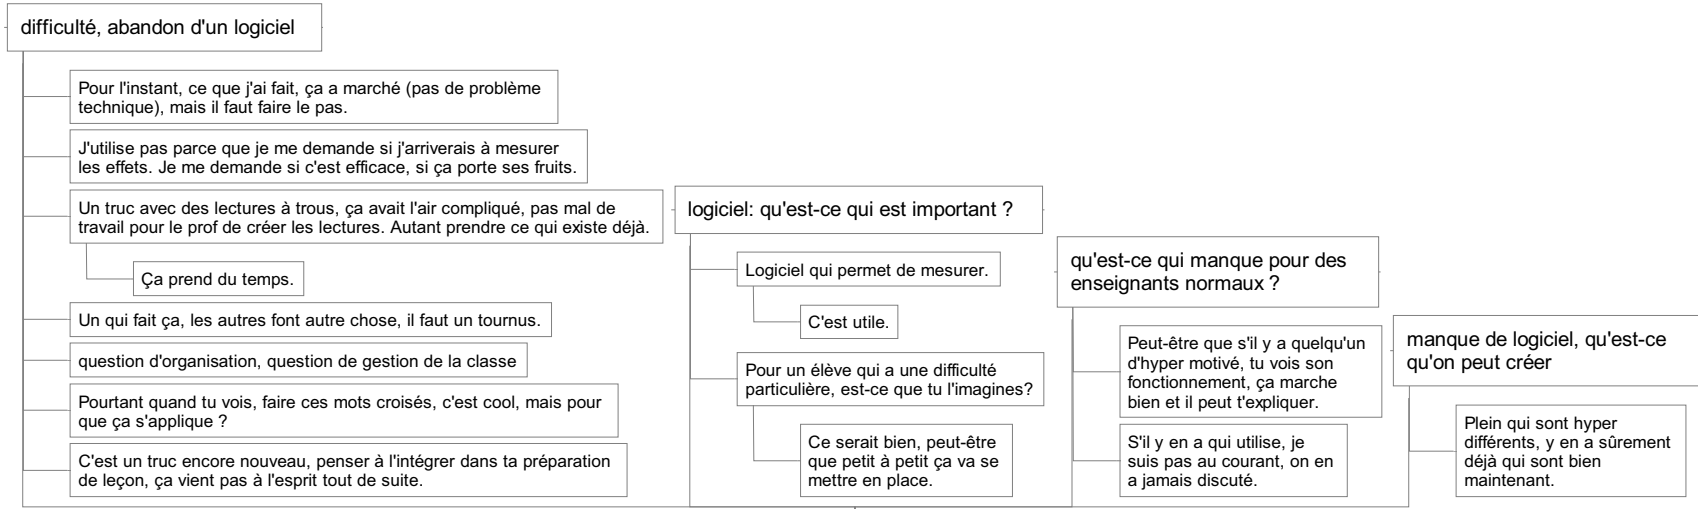 difficulté, abandon d'un logiciel
Pour l'instant, ce que j'ai fait, ça a marché (pas de problème
technique), mais il faut faire le pas.
J'utilise pas parce que je me demande si j'arriverais à mesurer
les effets. Je me demande si c'est efficace, si ça porte ses fruits.
Un truc avec des lectures à trous, ça avait l'air compliqué, pas mal de
travail pour le prof de créer les lectures. Autant prendre ce qui existe déjà.
Ça prend du temps.
Un qui fait ça, les autres font autre chose, il faut un tournus.
question d'organisation, question de gestion de la classe
Pourtant quand tu vois, faire ces mots croisés, c'est cool, mais pour
que ça s'applique ?
C'est un truc encore nouveau, penser à l'intégrer dans ta préparation
de leçon, ça vient pas à l'esprit tout de suite.
logiciel: qu'est-ce qui est important ?
Logiciel qui permet de mesurer.
C'est utile.
Pour un élève qui a une difficulté
particulière, est-ce que tu l'imagines?
Ce serait bien, peut-être
que petit à petit ça va se
mettre en place.
qu'est-ce qui manque pour des
enseignants normaux ?
Peut-être que s'il y a quelqu'un
d'hyper motivé, tu vois son
fonctionnement, ça marche
bien et il peut t'expliquer.
S'il y en a qui utilise, je
suis pas au courant, on en
a jamais discuté.
manque de logiciel, qu'est-ce
qu'on peut créer
Plein qui sont hyper
différents, y en a sûrement
déjà qui sont bien
maintenant.